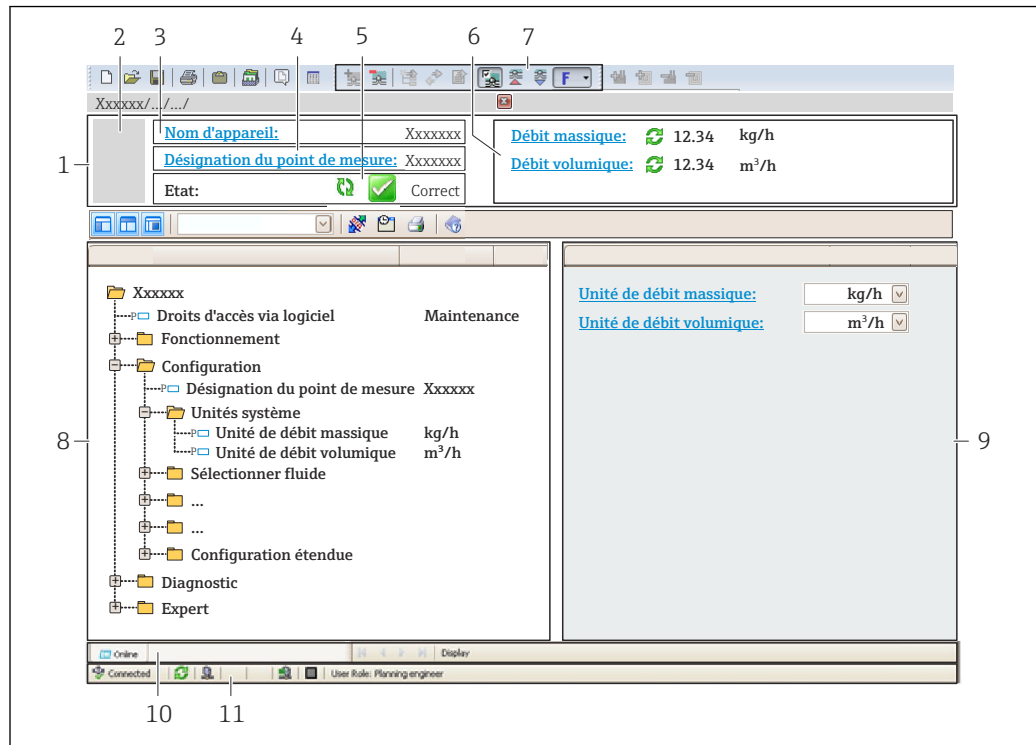 2 3 4 5 6 7
F
Xxxxxx/.../.../
1
Nom d'appareil: Xxxxxxx
Désignation du point de mesure: Xxxxxxx
Etat: Correct
Débit massique: 12.34 kg/h
Débit volumique: 12.34 m³/h
Xxxxxx
Droits d'accès via logiciel Maintenance
Fonctionnement
Configuration
Désignation du point de mesure Xxxxxx
Unités système
Unité de débit massique kg/h
Unité de débit volumique m³/h
Sélectionner fluide
...
...
Configuration étendue
Diagnostic
Expert
8
Unité de débit massique: kg/h
Unité de débit volumique: m³/h
9
Online Display
Connected User Role: Planning engineer
10 11